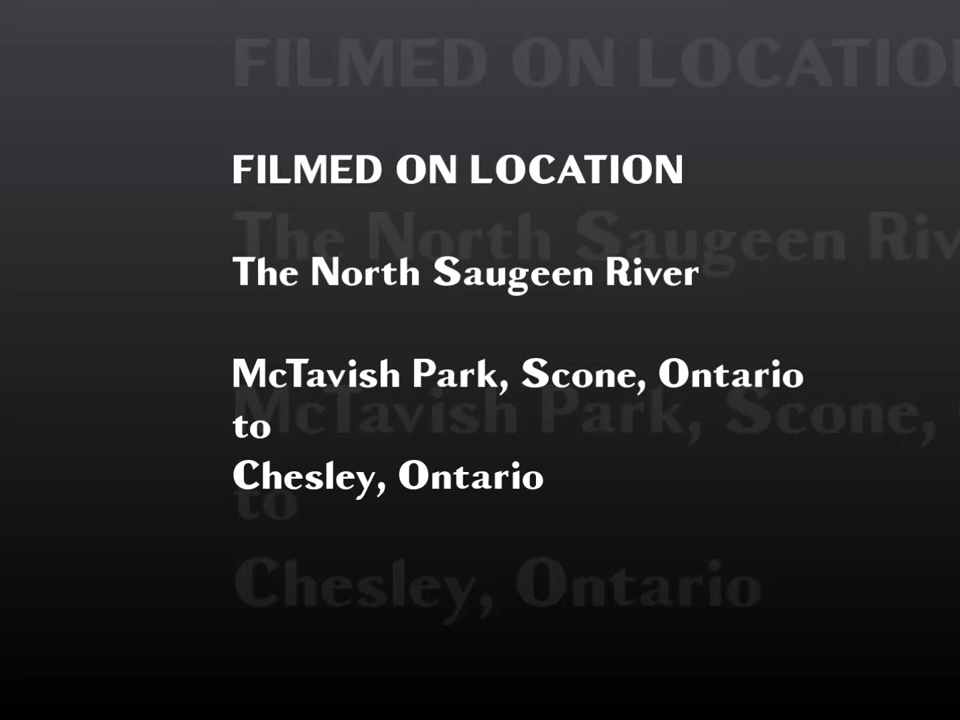 FILMED ON LOCATION
The North Saugeen River
McTavish Park, Scone, Ontario
to
Chesley, Ontario